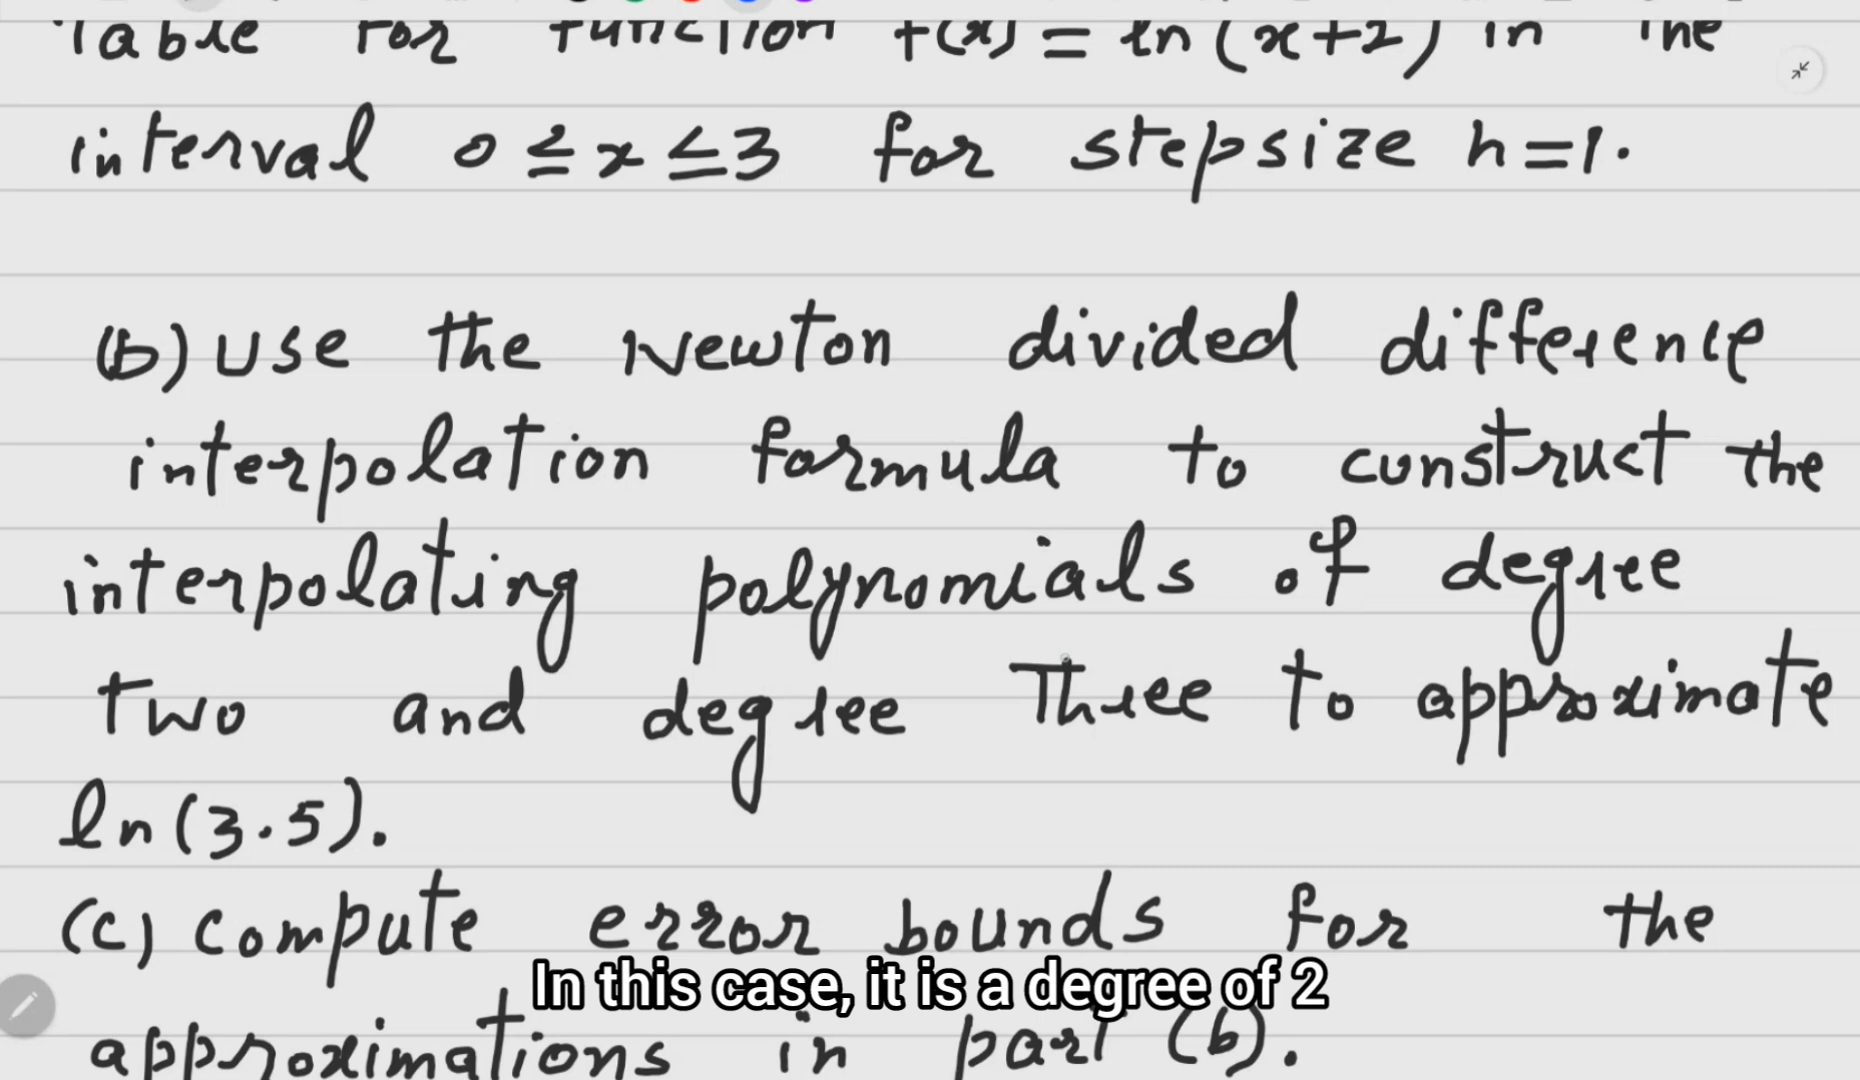 Table for function f(x) = ln(x+2) in the
interval 0 ≤ x ≤ 3 for stepsize h=1.
(b) Use the Newton divided difference
interpolation formula to construct the
interpolating polynomials of degree
two and degree Three to approximate
ln(3.5).
(c) compute error bounds for the
In this case, it is a degree of 2
approximations in part (b).